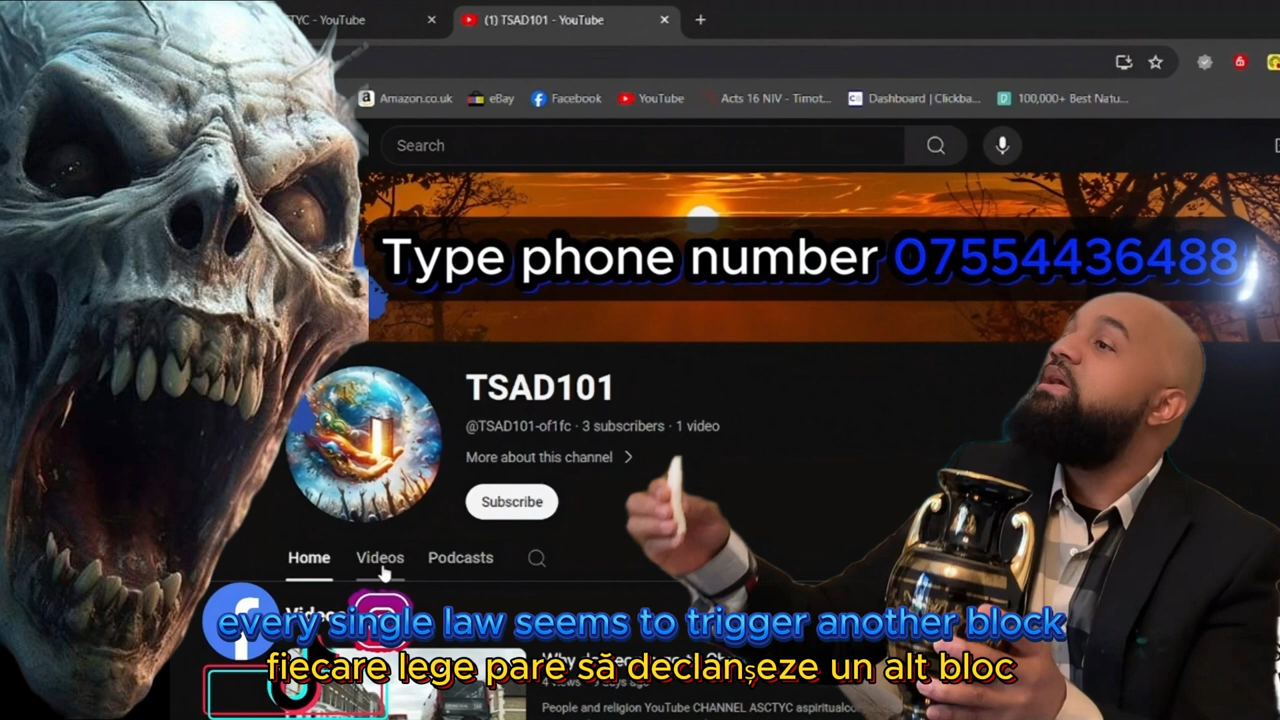 TYC - YouTube
(1) TSAD101 - YouTube
Amazon.co.uk
eBay
Facebook
YouTube
Acts 16 NIV - Timot...
Dashboard | Clickba...
100,000+ Best Natu...
Search
Type phone number 07554436488
TSAD101
@TSAD101-of1fc · 3 subscribers · 1 video
More about this channel
Subscribe
Home
Videos
Podcasts
every single law seems to trigger another block
fiecare lege pare să declanșeze un alt bloc
People and religion YouTube CHANNEL ASCTYC